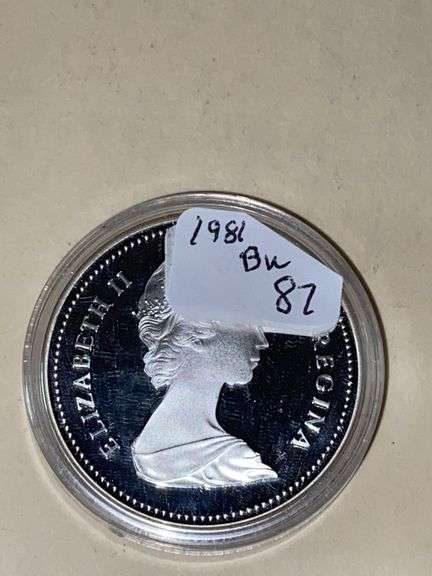 1981
Bu
87
ELIZABETH II
REGINA